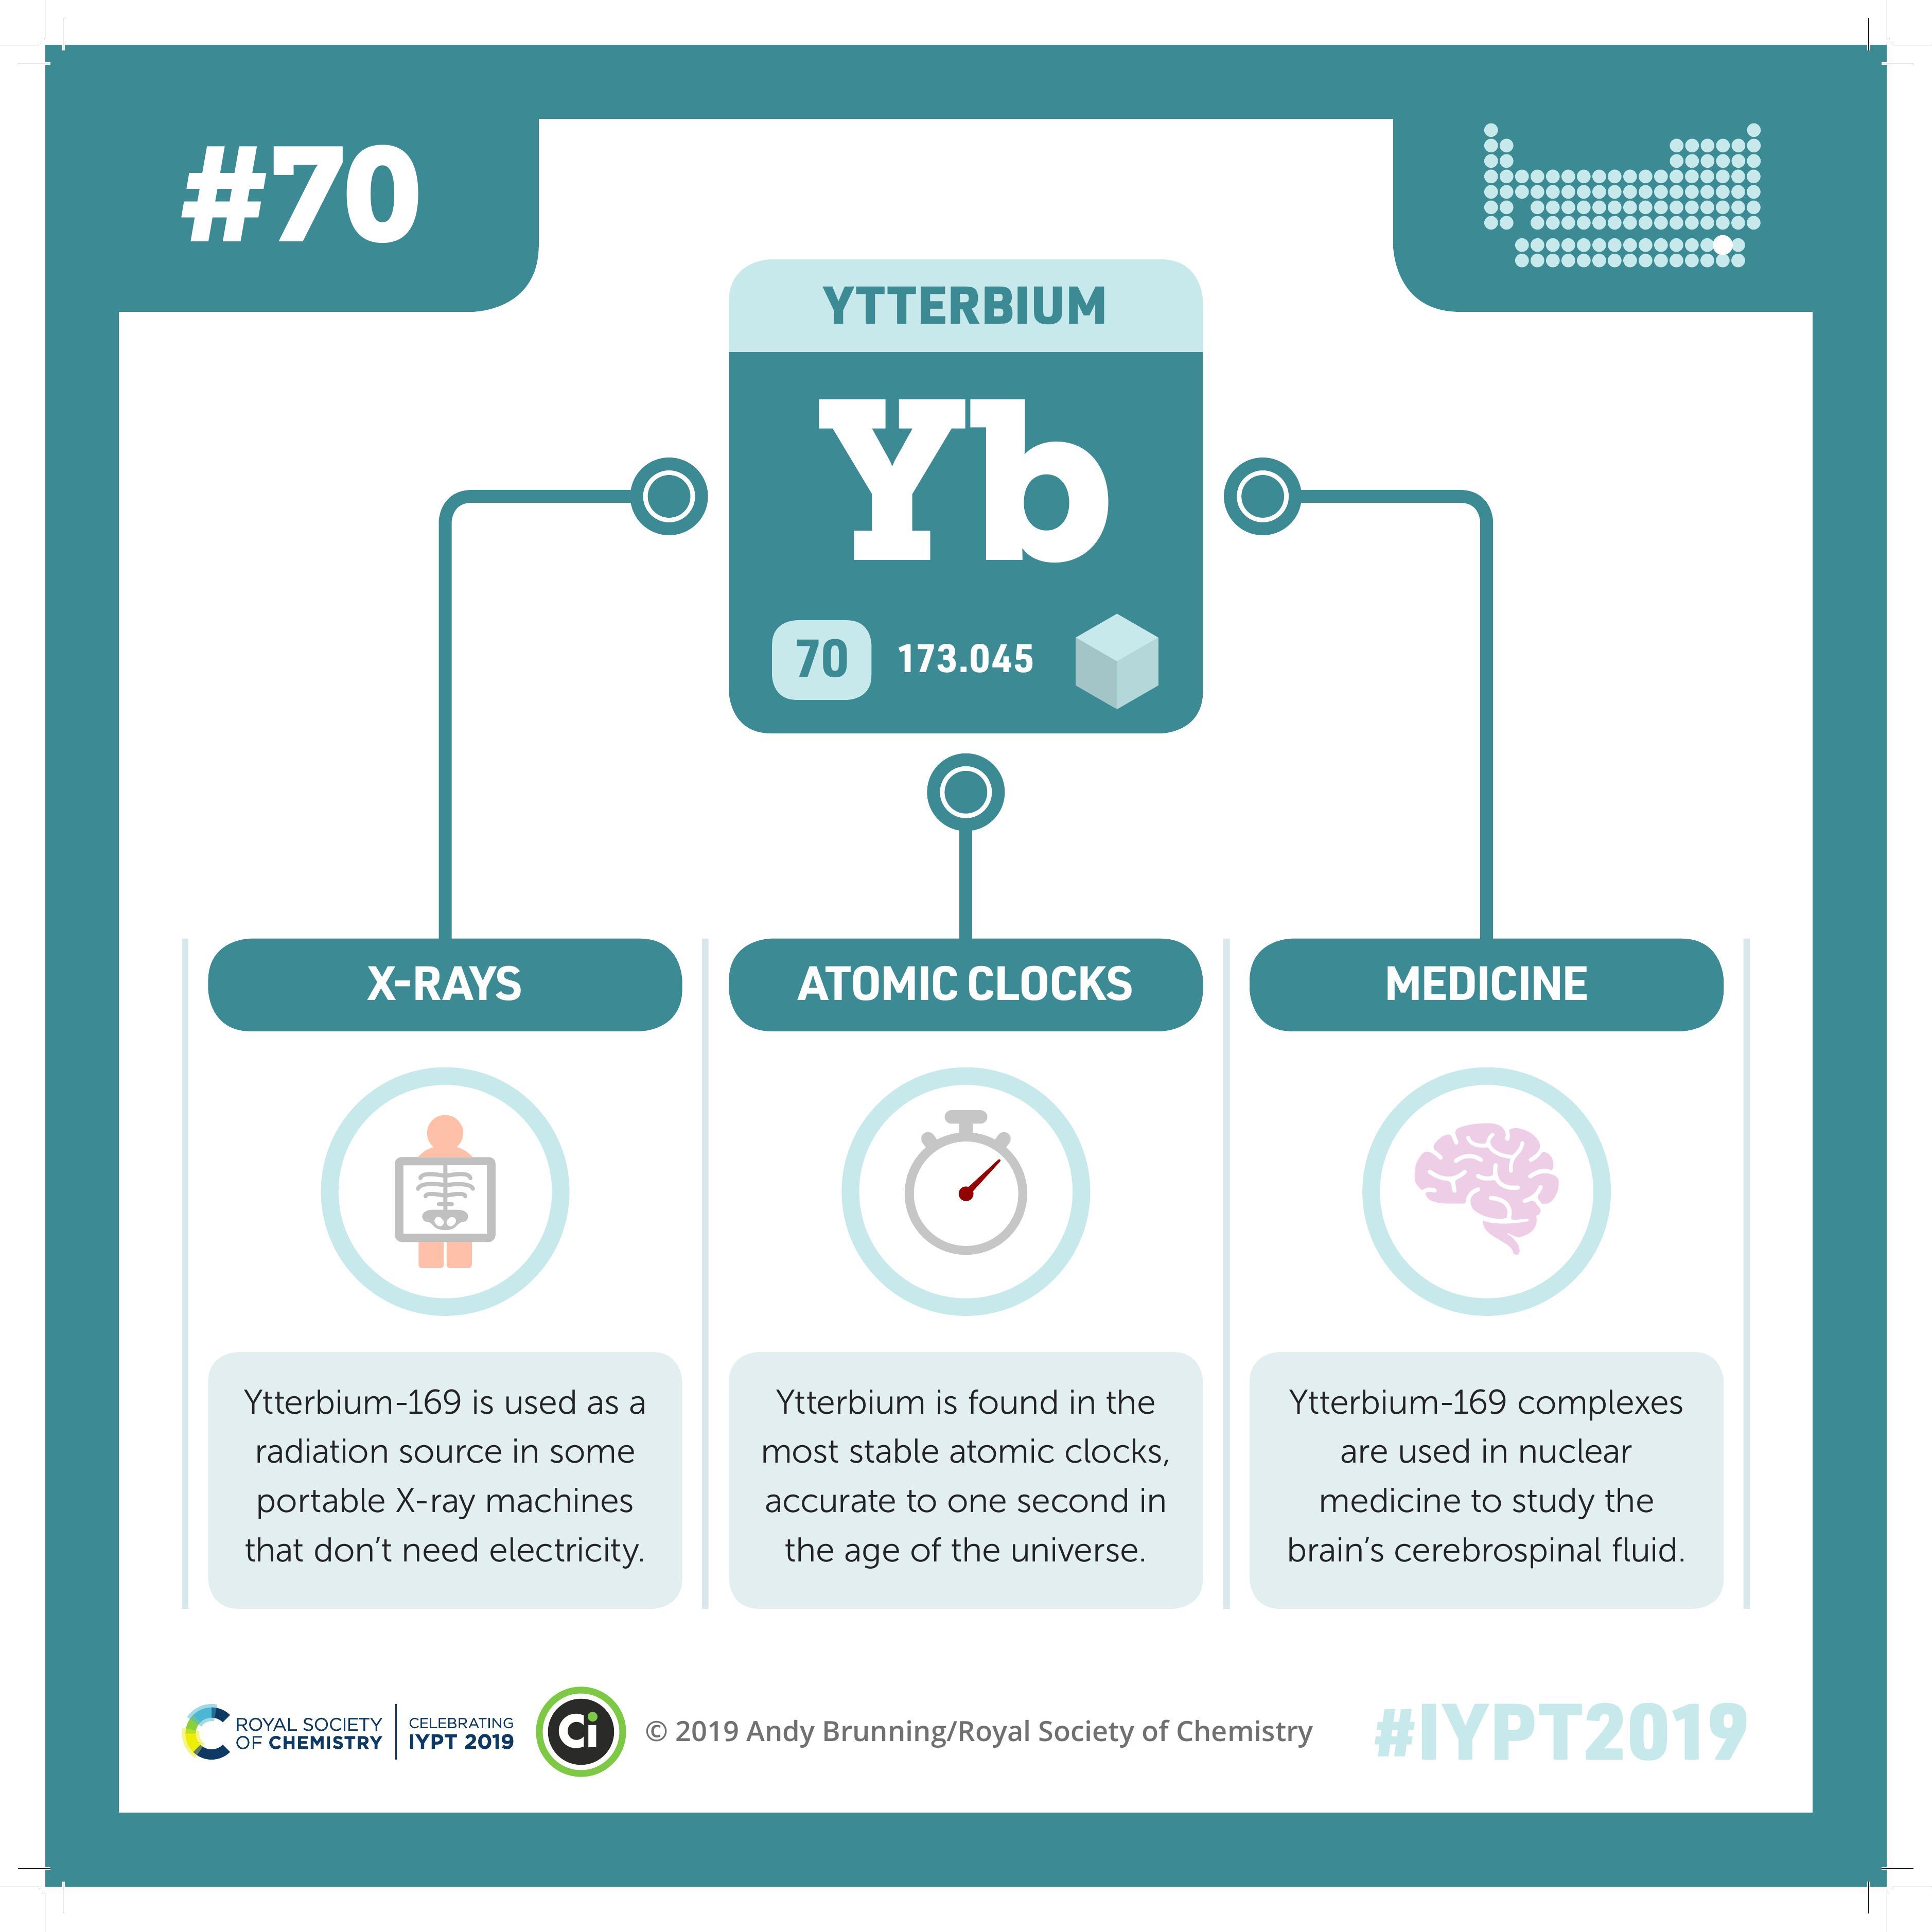 #70
YTTERBIUM
Yb
70 173.045
X-RAYS
Ytterbium-169 is used as a
radiation source in some
portable X-ray machines
that don't need electricity.
ATOMIC CLOCKS
Ytterbium is found in the
most stable atomic clocks,
accurate to one second in
the age of the universe.
MEDICINE
Ytterbium-169 complexes
are used in nuclear
medicine to study the
brain's cerebrospinal fluid.
ROYAL SOCIETY
OF CHEMISTRY
CELEBRATING
IYPT 2019
Ci
© 2019 Andy Brunning/Royal Society of Chemistry
#IYPT2019